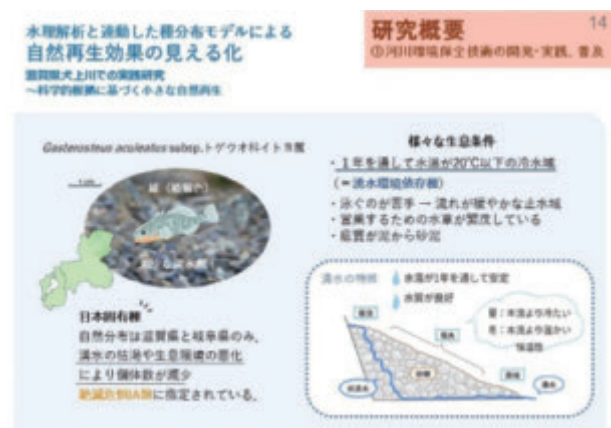 水理解析と連動した種分布モデルによる
自然再生効果の見える化
滋賀県犬上川での実践研究
~科学的根拠に基づく小さな自然再生
研究概要
14
①河川環境保全技術の開発・実践、普及
Gasterosteus aculeatus subsp.トゲウオ科イトヨ属
日本固有種
自然分布は滋賀県と岐阜県のみ。
湧水の枯渇や生息環境の悪化
により個体数が減少
絶滅危惧IA類に指定されている。
様々な生息条件
・1年を通して水温が20℃以下の冷水域
(=湧水環境依存種)
・泳ぐのが苦手 → 流れが緩やかな止水域
・営巣するための水草が繁茂している
・底質が泥から砂泥
湧水の特徴
水温が1年を通して安定
水質が良好
夏:本流より冷たい
冬:本流より温かい
恒温性
湧水